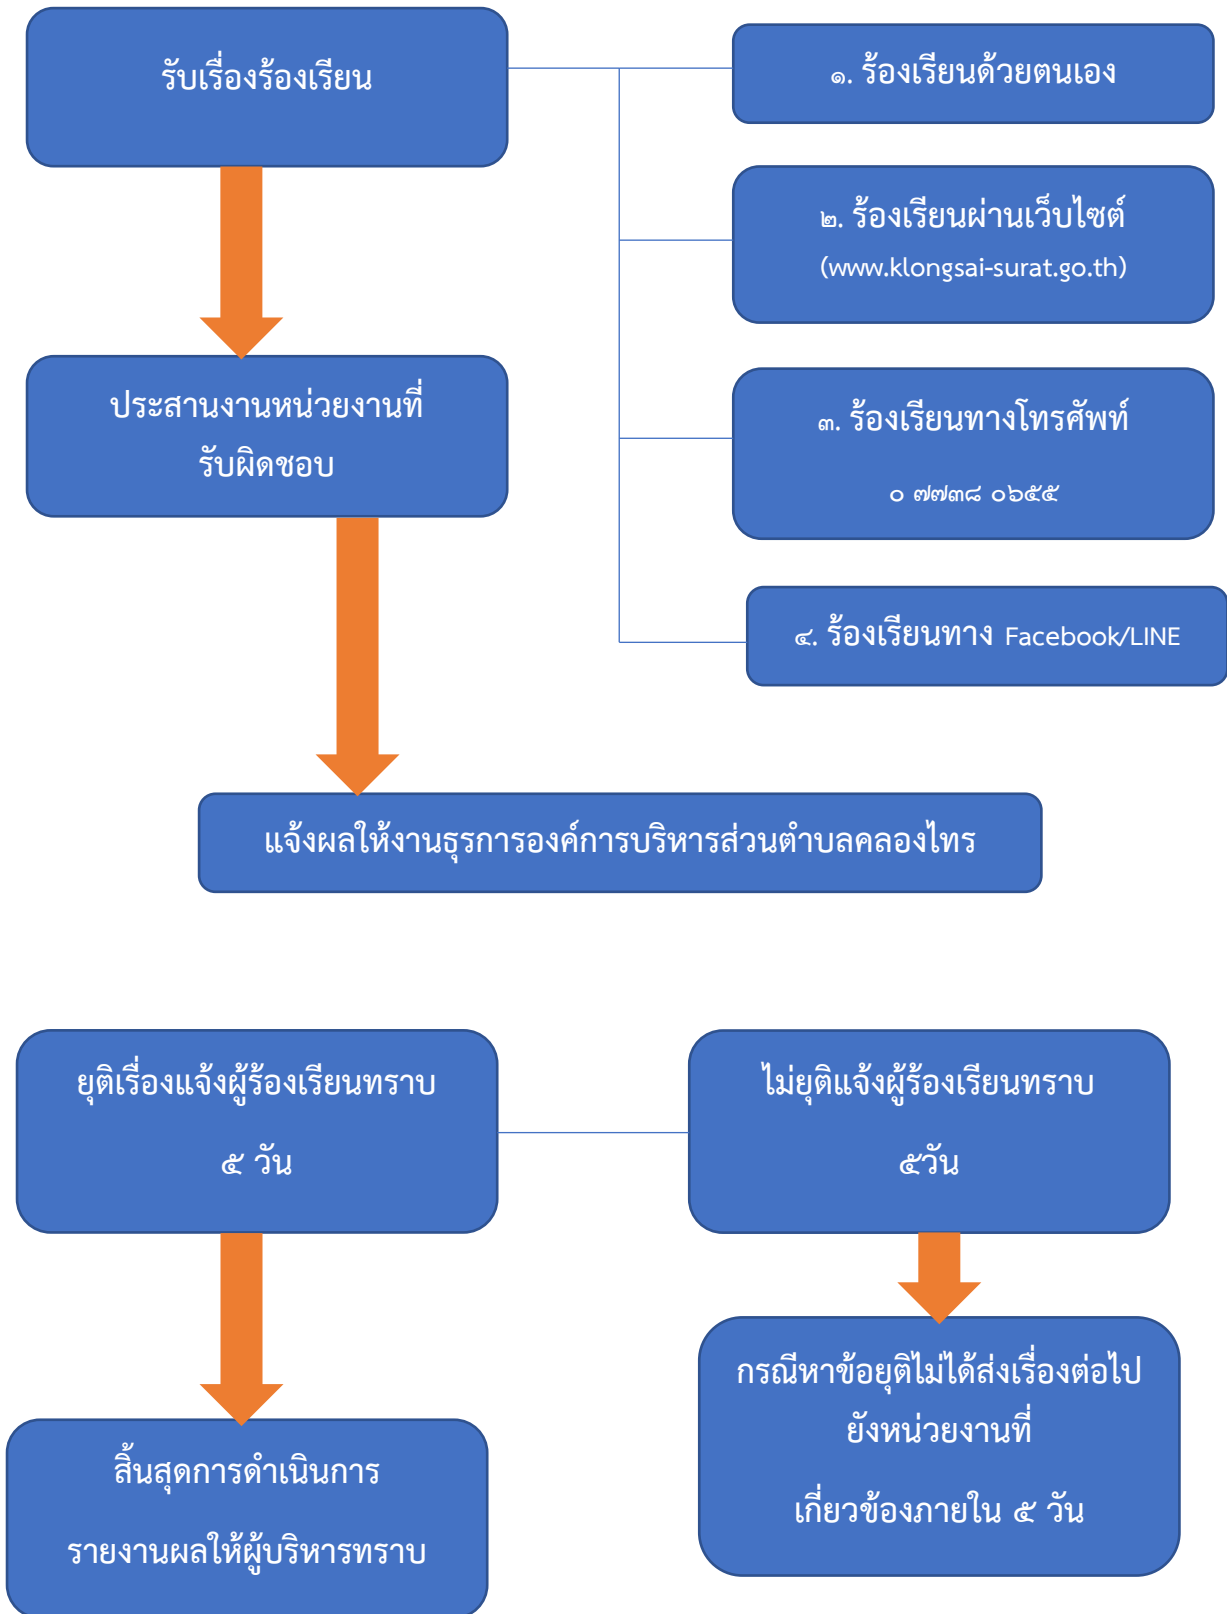 รับเรื่องร้องเรียน
๑. ร้องเรียนด้วยตนเอง
๒. ร้องเรียนผ่านเว็บไซต์
(www.klongsai-surat.go.th)
ประสานงานหน่วยงานที่
รับผิดชอบ
๓. ร้องเรียนทางโทรศัพท์
๐ ๗๗๓๘ ๐๖๕๕
๔. ร้องเรียนทาง Facebook/LINE
แจ้งผลให้งานธุรการองค์การบริหารส่วนตำบลคลองไทร
ยุติเรื่องแจ้งผู้ร้องเรียนทราบ
๕ วัน
ไม่ยุติแจ้งผู้ร้องเรียนทราบ
๕วัน
กรณีหาข้อยุติไม่ได้ส่งเรื่องต่อไป
ยังหน่วยงานที่
เกี่ยวข้องภายใน ๕ วัน
สิ้นสุดการดำเนินการ
รายงานผลให้ผู้บริหารทราบ